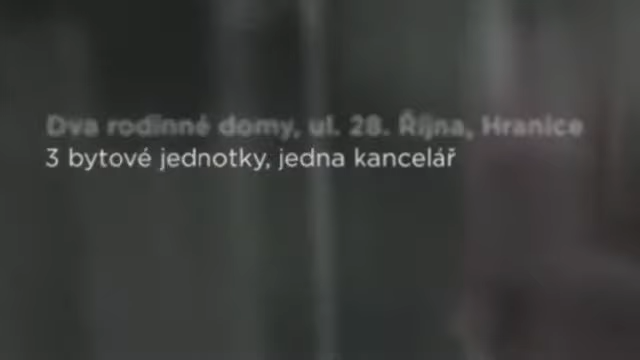 Dva rodinné domy, ul. 28. Října, Hranice
3 bytové jednotky, jedna kancelář